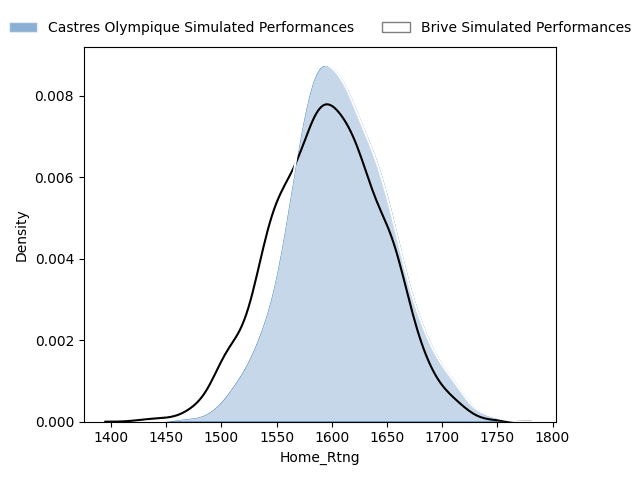 Castres Olympique Simulated Performances Brive Simulated Performances
0.008
0.006
0.004
0.002
0.000
Density
1400 1450 1500 1550 1600 1650 1700 1750 1800
Home_Rtng